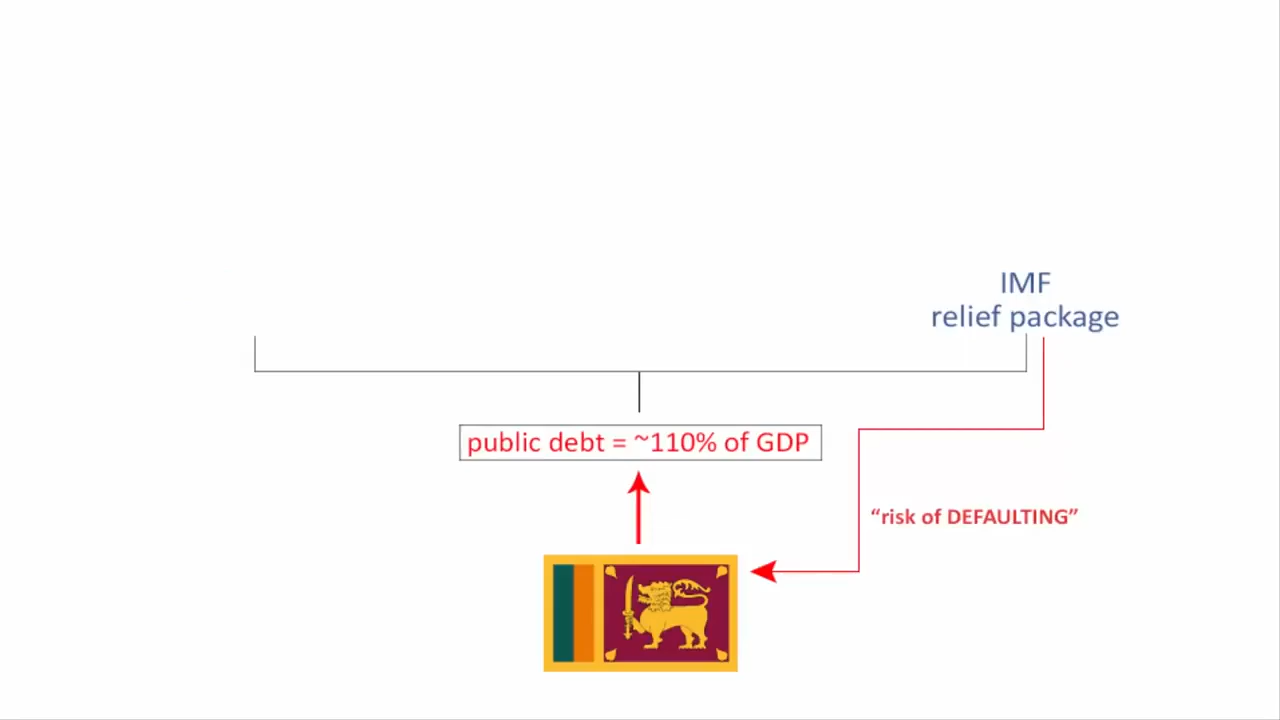 IMF
relief package
public debt = ~110% of GDP
“risk of DEFAULTING”